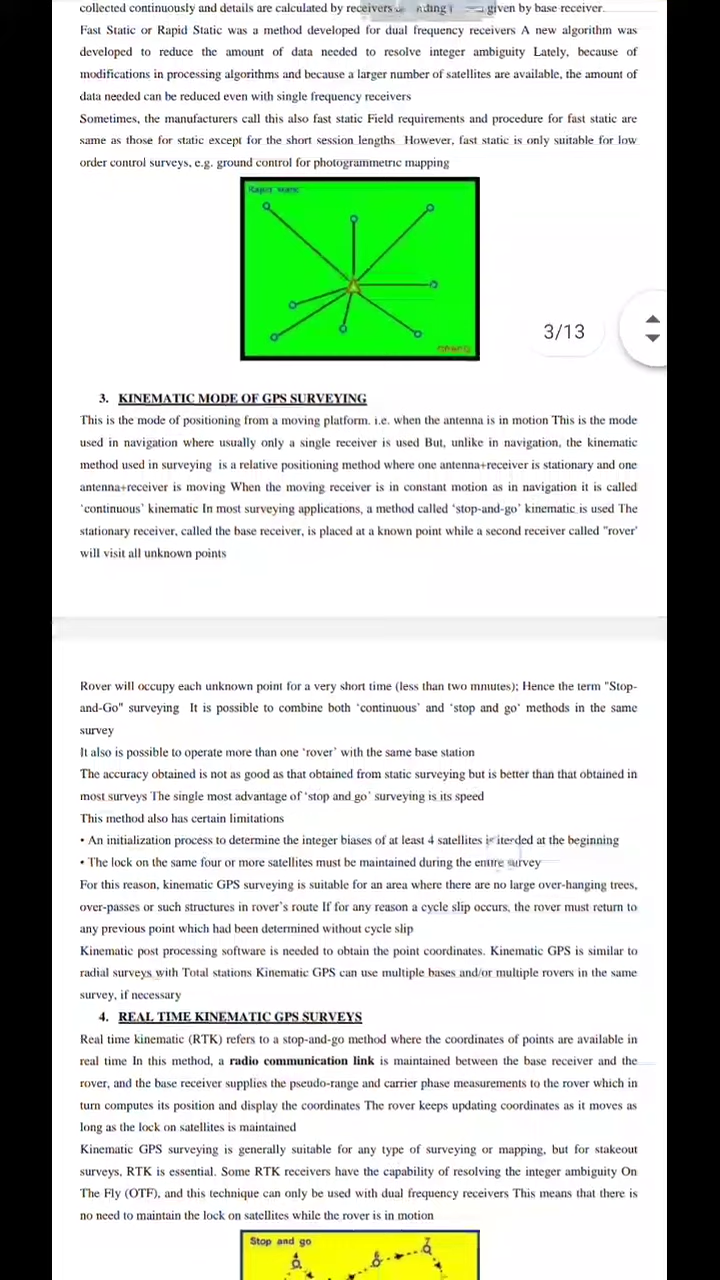 collected continuously and details are calculated by receivers given by base receiver.
Fast Static or Rapid Static was a method developed for dual frequency receivers A new algorithm was
developed to reduce the amount of data needed to resolve integer ambiguity Lately, because of
modifications in processing algorithms and because a larger number of satellites are available, the amount of
data needed can be reduced even with single frequency receivers
Sometimes, the manufacturers call this also fast static Field requirements and procedure for fast static are
same as those for static except for the short session lengths However, fast static is only suitable for low
order control surveys, e.g. ground control for photogrammetric mapping
Rapid static
3/13
3. KINEMATIC MODE OF GPS SURVEYING
This is the mode of positioning from a moving platform. i.e. when the antenna is in motion This is the mode
used in navigation where usually only a single receiver is used But, unlike in navigation, the kinematic
method used in surveying is a relative positioning method where one antenna+receiver is stationary and one
antenna+receiver is moving When the moving receiver is in constant motion as in navigation it is called
'continuous' kinematic In most surveying applications, a method called 'stop-and-go' kinematic is used The
stationary receiver, called the base receiver, is placed at a known point while a second receiver called "rover'
will visit all unknown points
Rover will occupy each unknown point for a very short time (less than two minutes); Hence the term "Stop-
and-Go" surveying It is possible to combine both 'continuous' and 'stop and go' methods in the same
survey
It also is possible to operate more than one 'rover' with the same base station
The accuracy obtained is not as good as that obtained from static surveying but is better than that obtained in
most surveys The single most advantage of 'stop and go' surveying is its speed
This method also has certain limitations
• An initialization process to determine the integer biases of at least 4 satellites at the beginning
• The lock on the same four or more satellites must be maintained during the entire survey
For this reason, kinematic GPS surveying is suitable for an area where there are no large over-hanging trees,
over-passes or such structures in rover's route If for any reason a cycle slip occurs, the rover must return to
any previous point which had been determined without cycle slip
Kinematic post processing software is needed to obtain the point coordinates. Kinematic GPS is similar to
radial surveys with Total stations Kinematic GPS can use multiple bases and/or multiple rovers in the same
survey, if necessary
4. REAL TIME KINEMATIC GPS SURVEYS
Real time kinematic (RTK) refers to a stop-and-go method where the coordinates of points are available in
real time In this method, a radio communication link is maintained between the base receiver and the
rover, and the base receiver supplies the pseudo-range and carrier phase measurements to the rover which in
turn computes its position and display the coordinates The rover keeps updating coordinates as it moves as
long as the lock on satellites is maintained
Kinematic GPS surveying is generally suitable for any type of surveying or mapping, but for stakeout
surveys, RTK is essential. Some RTK receivers have the capability of resolving the integer ambiguity On
The Fly (OTF), and this technique can only be used with dual frequency receivers This means that there is
no need to maintain the lock on satellites while the rover is in motion
Stop and go